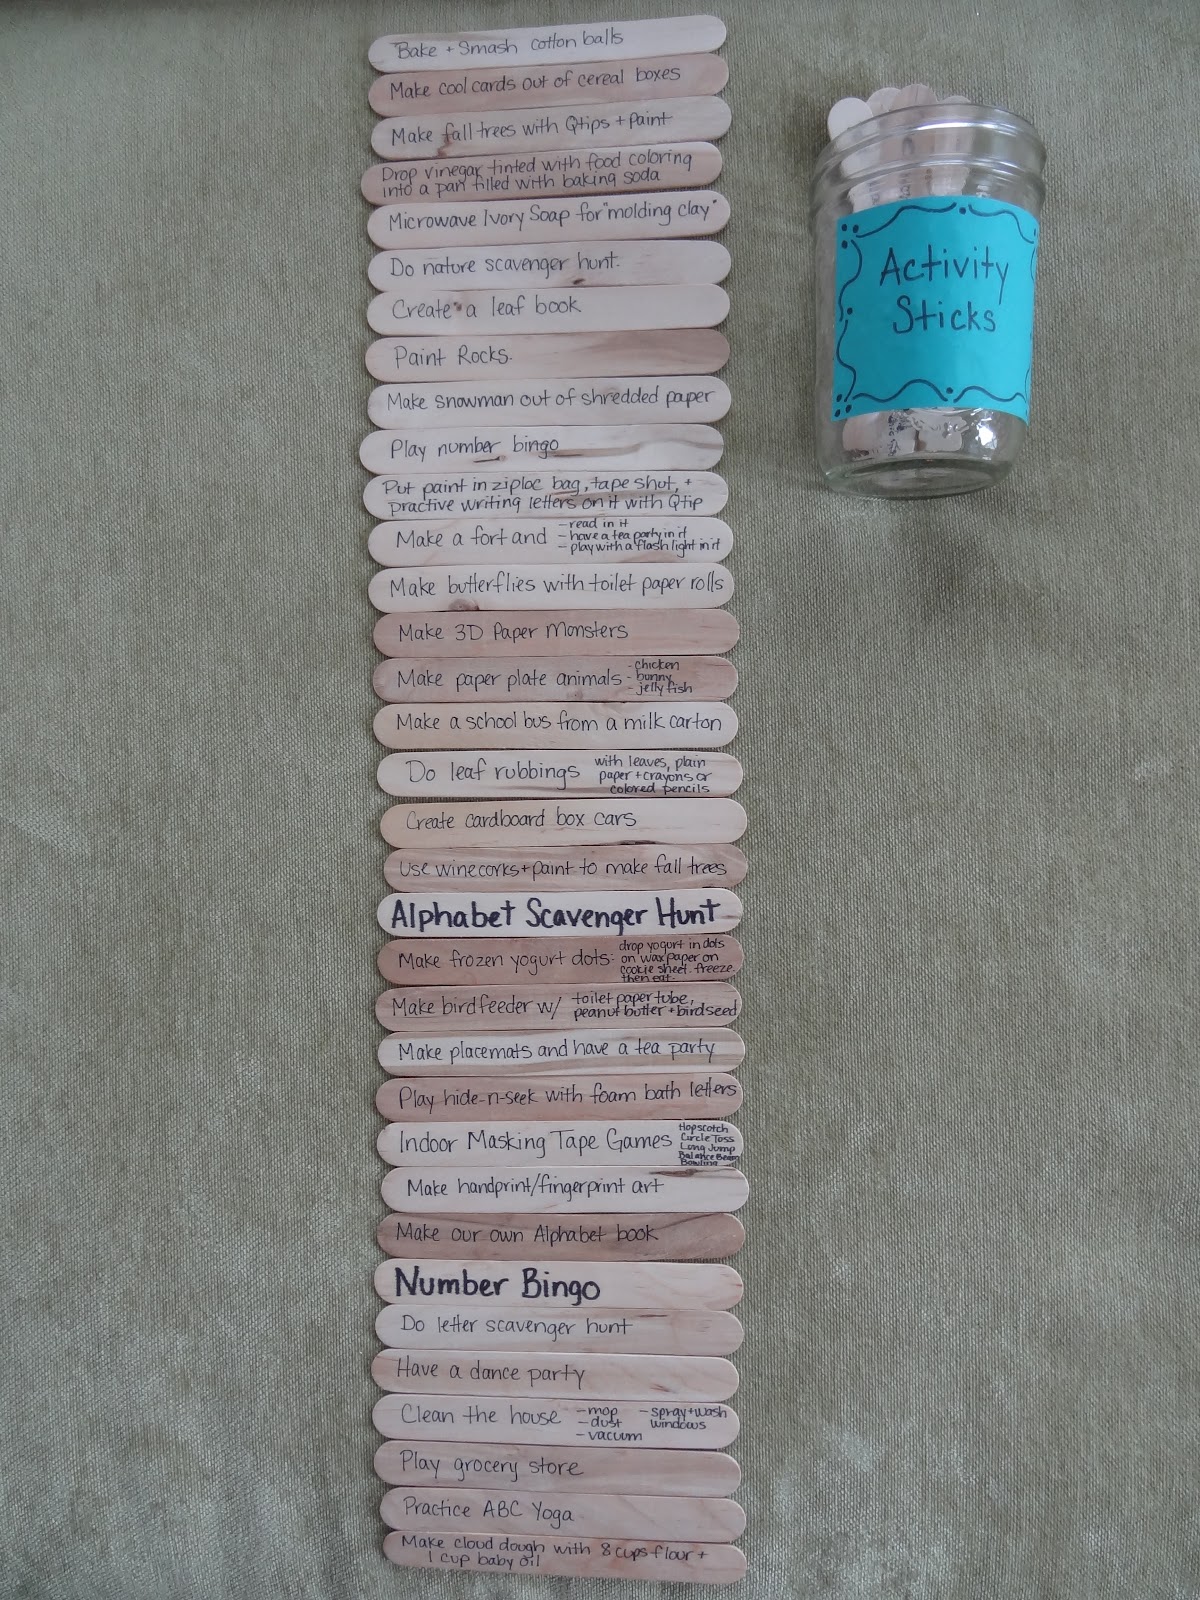 Bake + Smash cotton balls
Make cool cards out of cereal boxes
Make fall trees with Qtips + paint
Drop vinegar tinted with food coloring
into a pan filled with baking soda
Microwave Ivory Soap for "molding clay"
Do nature scavenger hunt.
Create a leaf book
Paint Rocks.
Make snowman out of shredded paper
Play number bingo
Put paint in ziploc bag, tape shut, +
practive writing letters on it with Qtip
Make a fort and
- read in it
- have a tea party in it
- play with a flash light in it
Make butterflies with toilet paper rolls
Make 3D Paper Monsters
Make paper plate animals
- chicken
- bunny
- jelly fish
Make a school bus from a milk carton
Do leaf rubbings
with leaves, plain
paper + crayons or
colored pencils
Create cardboard box cars
Use wine corks + paint to make fall trees
Alphabet Scavenger Hunt
Make frozen yogurt dots:
drop yogurt in dots
on wax paper on
cookie sheet. freeze.
then eat.
Make birdfeeder w/
toilet paper tube,
peanut butter + birdseed
Make placemats and have a tea party
Play hide-n-seek with foam bath letters
Indoor Masking Tape Games
Hopscotch
Circle Toss
Long Jump
Balance Beam
Bowling
Make handprint/fingerprint art
Make our own Alphabet book
Number Bingo
Do letter scavenger hunt
Have a dance party
Clean the house
- mop
- dust
- vacuum
- spray + wash
windows
Play grocery store
Practice ABC Yoga
Make cloud dough with 8 cups flour +
1 cup baby oil
Activity
Sticks